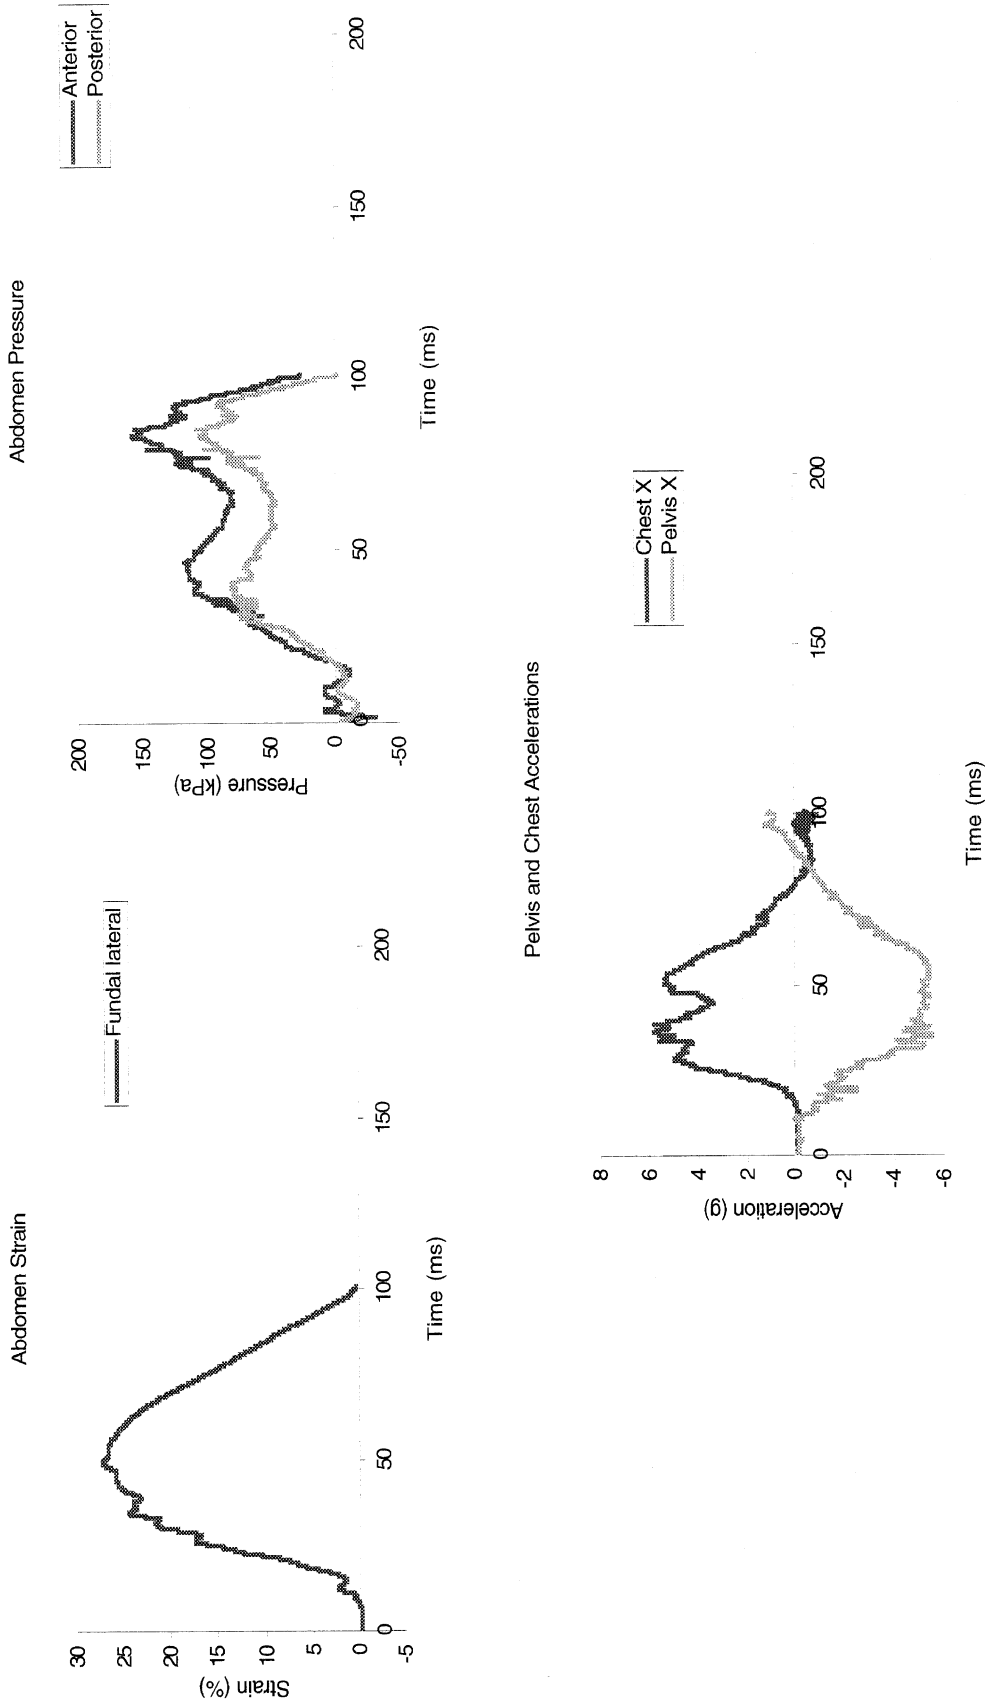 Abdomen Strain
Fundal lateral
30
25
20
15
10
5
0
-5
Strain (%)
0
50
100
150
200
Time (ms)
Abdomen Pressure
Anterior
Posterior
200
150
100
50
0
-50
Pressure (kPa)
0
50
100
150
200
Time (ms)
Pelvis and Chest Accelerations
Chest X
Pelvis X
8
6
4
2
0
-2
-4
-6
Acceleration (g)
0
50
100
150
200
Time (ms)